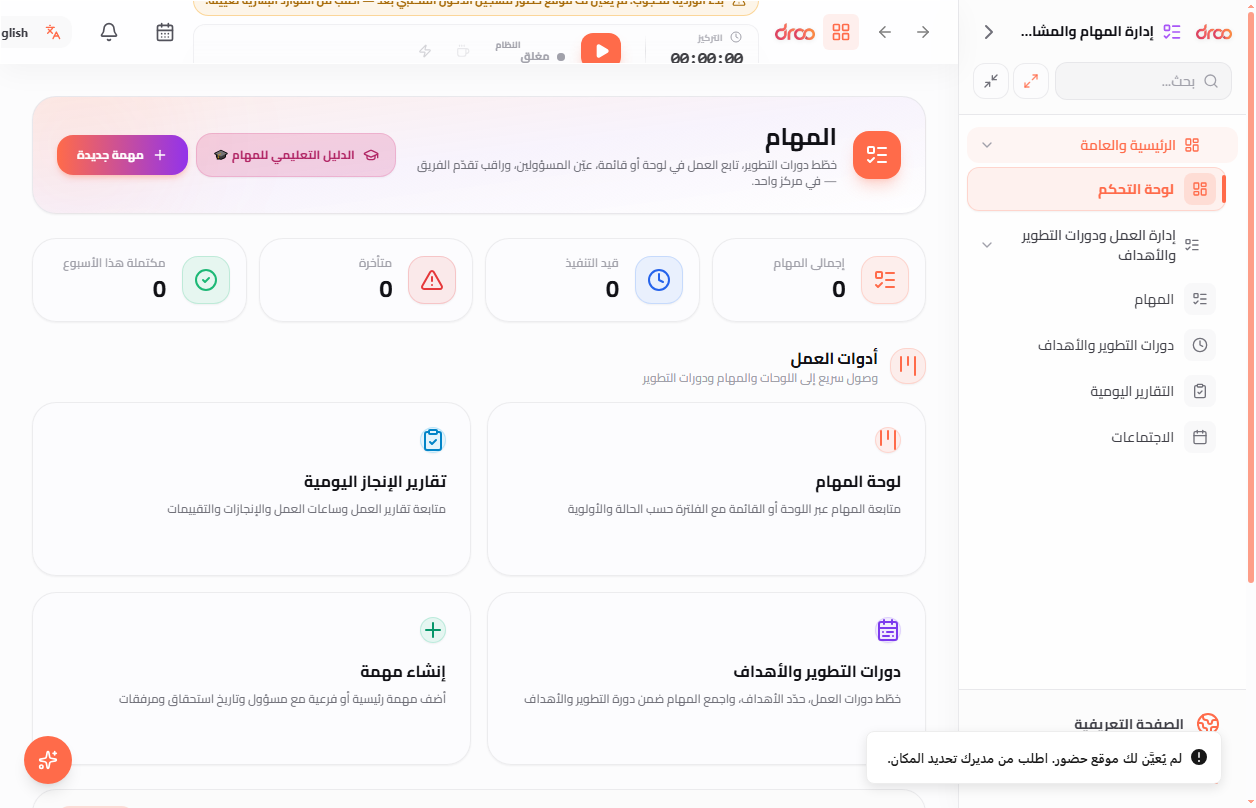 droo
إدارة المهام والمشا...
بحث...
الرئيسية والعامة
لوحة التحكم
إدارة العمل ودورات التطوير
والأهداف
المهام
دورات التطوير والأهداف
التقارير اليومية
الاجتماعات
الصفحة التعريفية
droo
التركيز
00:00:00
النظام
مغلق
glish
المهام
خطّط دورات التطوير، تابع العمل في لوحة أو قائمة، عيّن المسؤولين، وراقب تقدّم الفريق
— في مركز واحد.
الدليل التعليمي للمهام 🎓
مهمة جديدة
إجمالي المهام
0
قيد التنفيذ
0
متأخرة
0
مكتملة هذا الأسبوع
0
أدوات العمل
وصول سريع إلى اللوحات والمهام ودورات التطوير
لوحة المهام
متابعة المهام عبر اللوحة أو القائمة مع الفلترة حسب الحالة والأولوية
تقارير الإنجاز اليومية
متابعة تقارير العمل وساعات العمل والإنجازات والتقييمات
دورات التطوير والأهداف
خطّط دورات العمل، حدّد الأهداف، واجمع المهام ضمن دورة التطوير والأهداف
إنشاء مهمة
أضف مهمة رئيسية أو فرعية مع مسؤول وتاريخ استحقاق ومرفقات
لم يُعيَّن لك موقع حضور. اطلب من مديرك تحديد المكان.